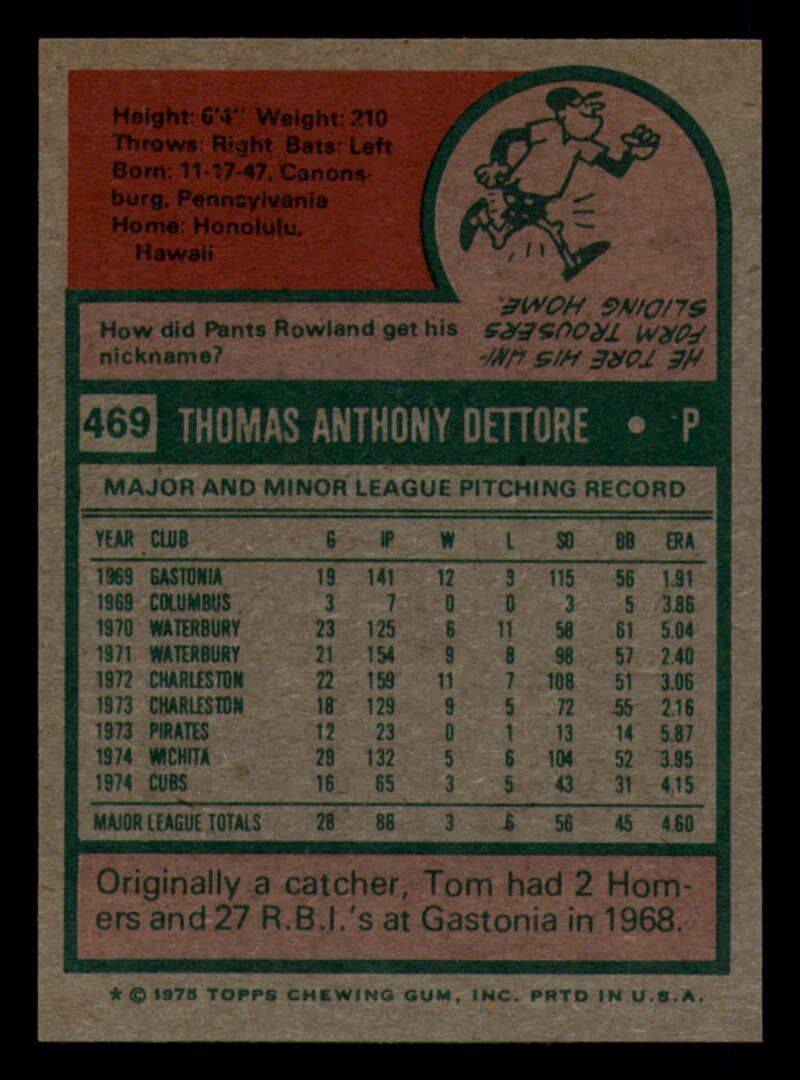 Height: 6'4" Weight: 210
Throws: Right Bats: Left
Born: 11-17-47, Canons-
burg, Pennsylvania
Home: Honolulu,
Hawaii
How did Pants Rowland get his
nickname?
HE TORE HIS UNI-
FORM TROUSERS
SLIDING HOME.
469 THOMAS ANTHONY DETTORE • P
MAJOR AND MINOR LEAGUE PITCHING RECORD
YEAR CLUB G IP W L SO BB ERA
1969 GASTONIA 19 141 12 3 115 56 1.91
1969 COLUMBUS 3 7 0 0 3 5 3.86
1970 WATERBURY 23 125 6 11 58 61 5.04
1971 WATERBURY 21 154 9 8 98 57 2.40
1972 CHARLESTON 22 159 11 7 108 51 3.06
1973 CHARLESTON 18 129 9 5 72 55 2.16
1973 PIRATES 12 23 0 1 13 14 5.87
1974 WICHITA 29 132 5 6 104 52 3.95
1974 CUBS 16 65 3 5 43 31 4.15
MAJOR LEAGUE TOTALS 28 88 3 6 56 45 4.60
Originally a catcher, Tom had 2 Hom-
ers and 27 R.B.I.'s at Gastonia in 1968.
* © 1975 TOPPS CHEWING GUM, INC. PRTD IN U.S.A.